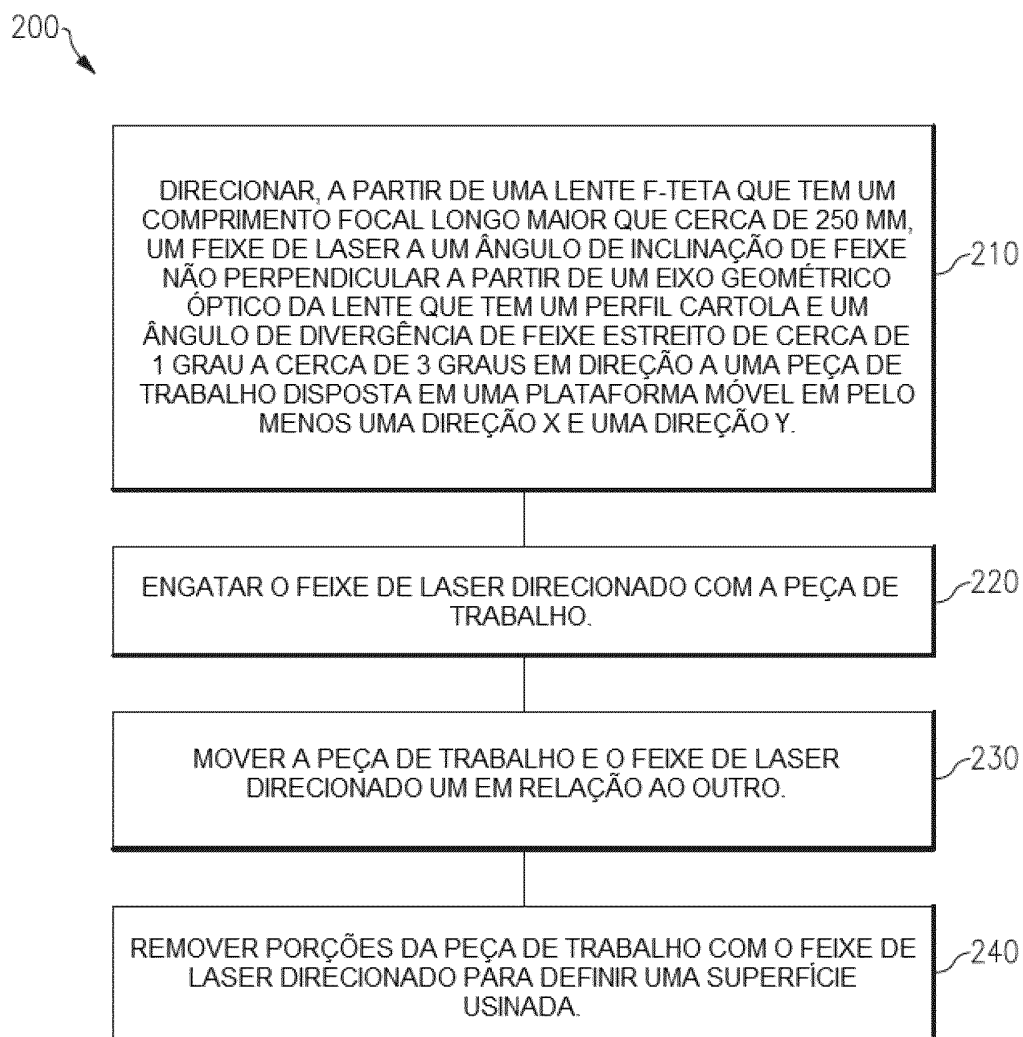 200
DIRECIONAR, A PARTIR DE UMA LENTE F-TETA QUE TEM UM
COMPRIMENTO FOCAL LONGO MAIOR QUE CERCA DE 250 MM,
UM FEIXE DE LASER A UM ÂNGULO DE INCLINAÇÃO DE FEIXE
NÃO PERPENDICULAR A PARTIR DE UM EIXO GEOMÉTRICO
ÓPTICO DA LENTE QUE TEM UM PERFIL CARTOLA E UM
ÂNGULO DE DIVERGÊNCIA DE FEIXE ESTREITO DE CERCA DE
1 GRAU A CERCA DE 3 GRAUS EM DIREÇÃO A UMA PEÇA DE
TRABALHO DISPOSTA EM UMA PLATAFORMA MÓVEL EM PELO
MENOS UMA DIREÇÃO X E UMA DIREÇÃO Y.
210
ENGATAR O FEIXE DE LASER DIRECIONADO COM A PEÇA DE
TRABALHO.
220
MOVER A PEÇA DE TRABALHO E O FEIXE DE LASER
DIRECIONADO UM EM RELAÇÃO AO OUTRO.
230
REMOVER PORÇÕES DA PEÇA DE TRABALHO COM O FEIXE DE
LASER DIRECIONADO PARA DEFINIR UMA SUPERFÍCIE
USINADA.
240